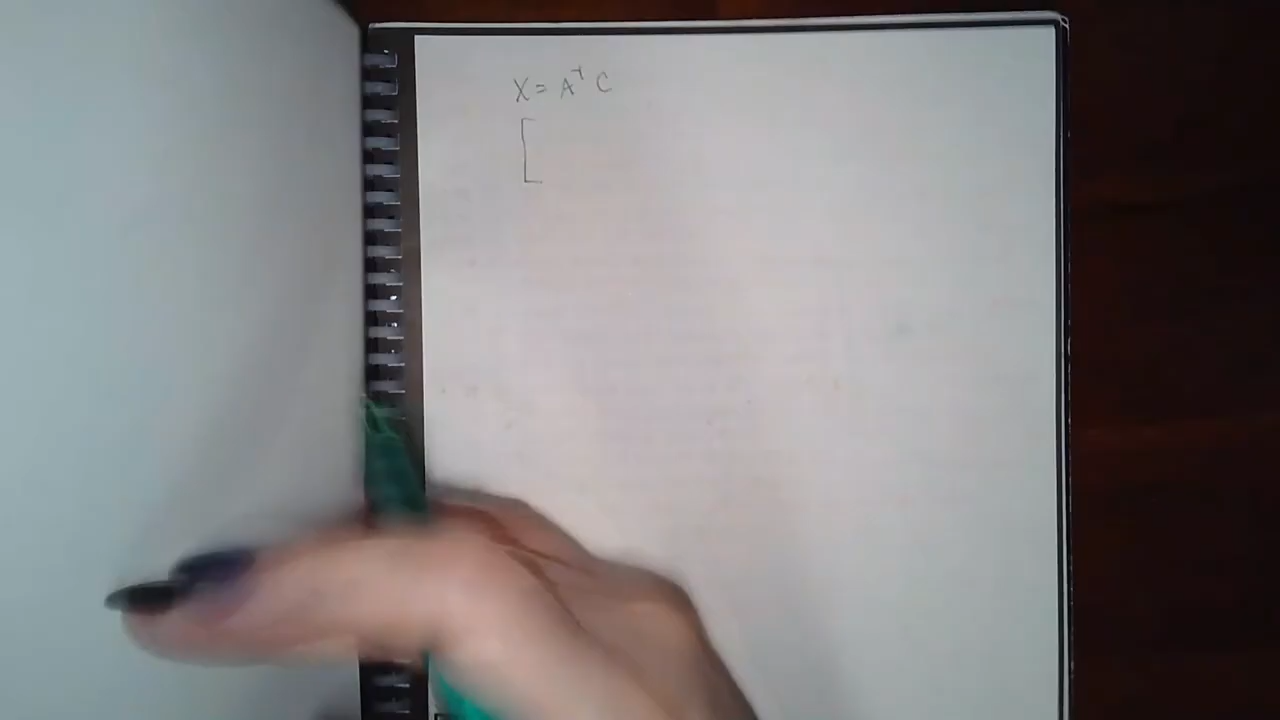 X = A⁻¹ C
[